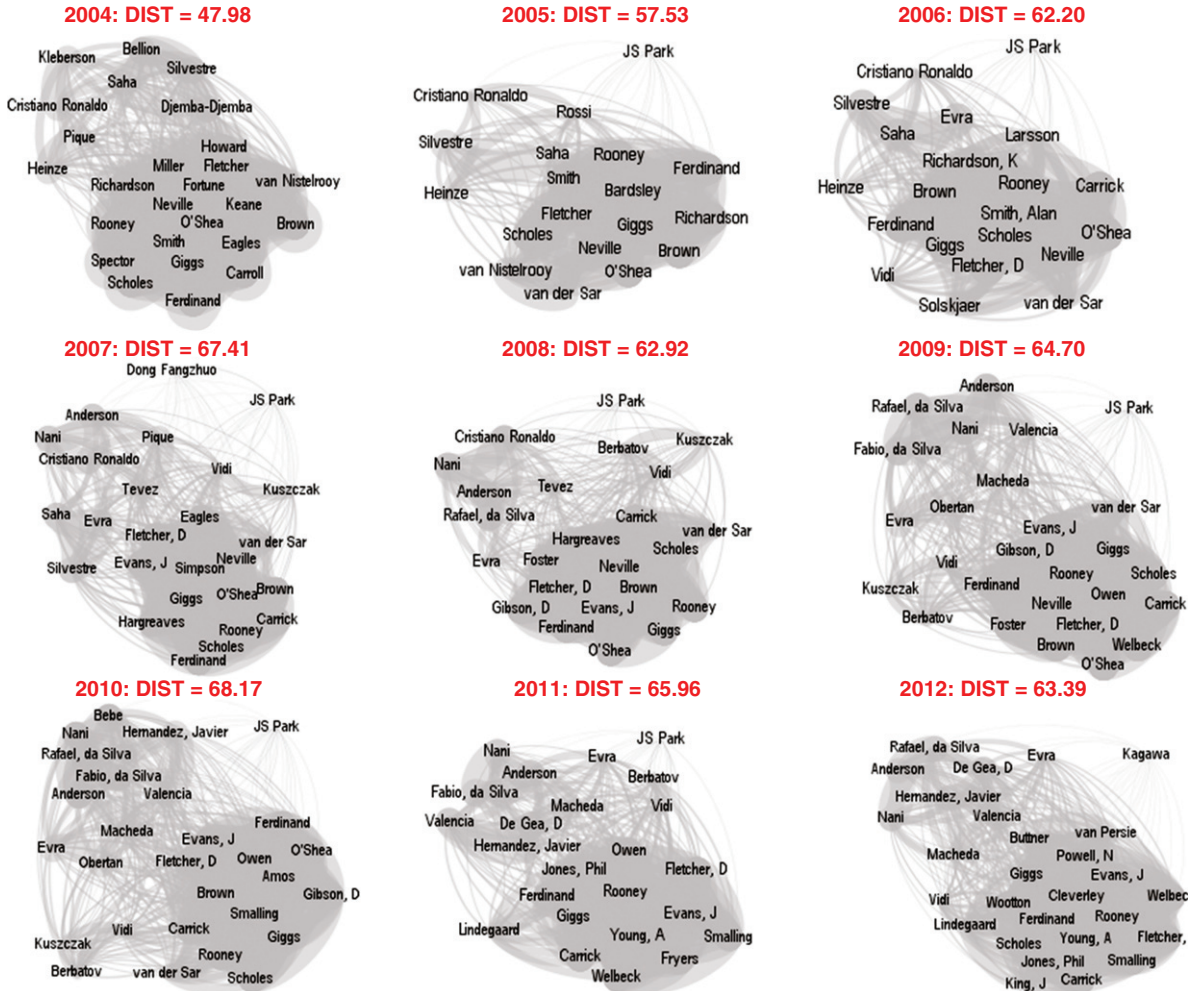 2004: DIST = 47.98
Bellion
Kleberson
Silvestre
Saha
Cristiano Ronaldo
Djemba-Djemba
Pique
Howard
Heinze
Miller
Fletcher
Richardson
Fortune
van Nistelrooy
Neville
Keane
Rooney
O'Shea
Brown
Smith
Eagles
Spector
Giggs
Carroll
Scholes
Ferdinand
2005: DIST = 57.53
JS Park
Cristiano Ronaldo
Rossi
Silvestre
Saha
Rooney
Ferdinand
Smith
Heinze
Bardsley
Fletcher
Giggs
Richardson
Scholes
Neville
Brown
van Nistelrooy
O'Shea
van der Sar
2006: DIST = 62.20
JS Park
Cristiano Ronaldo
Silvestre
Evra
Saha
Larsson
Richardson, K
Heinze
Brown
Rooney
Carrick
Smith, Alan
Ferdinand
Scholes
O'Shea
Giggs
Neville
Fletcher, D
Vidi
Solskjaer
van der Sar
2007: DIST = 67.41
Dong Fangzhuo
JS Park
Anderson
Nani
Pique
Cristiano Ronaldo
Vidi
Tevez
Kuszczak
Saha
Evra
Eagles
Fletcher, D
van der Sar
Silvestre
Evans, J
Simpson
Neville
Giggs
O'Shea
Brown
Hargreaves
Carrick
Rooney
Scholes
Ferdinand
2008: DIST = 62.92
JS Park
Cristiano Ronaldo
Berbatov
Kuszczak
Nani
Vidi
Anderson
Tevez
Rafael, da Silva
Carrick
van der Sar
Hargreaves
Scholes
Evra
Foster
Neville
Fletcher, D
Brown
Gibson, D
Evans, J
Rooney
Ferdinand
Giggs
O'Shea
2009: DIST = 64.70
Anderson
Rafael, da Silva
JS Park
Nani
Valencia
Fabio, da Silva
Macheda
Obertan
van der Sar
Evra
Evans, J
Gibson, D
Giggs
Vidi
Rooney
Scholes
Kuszczak
Ferdinand
Owen
Neville
Carrick
Berbatov
Foster
Fletcher, D
Brown
Welbeck
O'Shea
2010: DIST = 68.17
Bebe
Nani
Hernandez, Javier
JS Park
Rafael, da Silva
Fabio, da Silva
Anderson
Valencia
Ferdinand
Macheda
Evans, J
Evra
O'Shea
Obertan
Fletcher, D
Owen
Amos
Brown
Gibson, D
Smalling
Vidi
Carrick
Giggs
Kuszczak
Rooney
Berbatov
van der Sar
Scholes
2011: DIST = 65.96
JS Park
Nani
Evra
Anderson
Berbatov
Fabio, da Silva
Macheda
Vidi
Valencia
De Gea, D
Hernandez, Javier
Owen
Jones, Phil
Fletcher, D
Ferdinand
Rooney
Giggs
Evans, J
Lindegaard
Young, A
Smalling
Carrick
Fryers
Welbeck
2012: DIST = 63.39
Rafael, da Silva
Evra
Kagawa
Anderson
De Gea, D
Hernandez, Javier
Nani
Valencia
Buttner
van Persie
Macheda
Powell, N
Giggs
Evans, J
Vidi
Wootton
Cleverley
Welbec
Lindegaard
Ferdinand
Rooney
Scholes
Young, A
Fletcher,
Jones, Phil
Smalling
King, J
Carrick